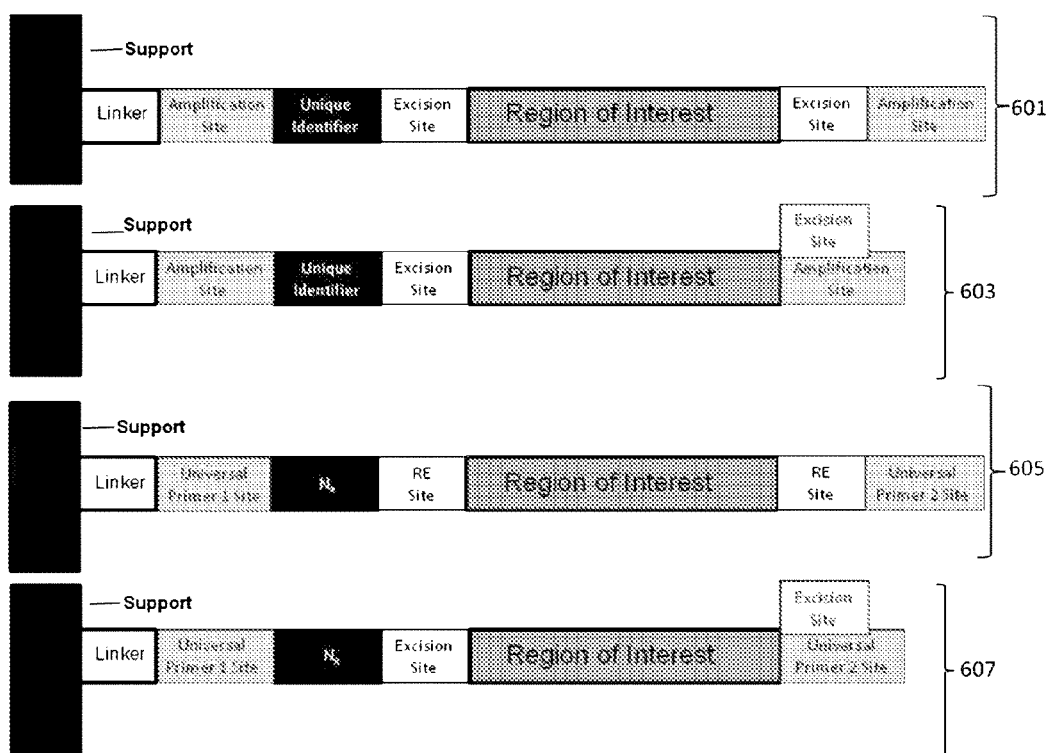 Support
Linker
Amplification
Site
Unique
Identifier
Excision
Site
Region of Interest
Excision
Site
Amplification
Site
601
Support
Linker
Amplification
Site
Unique
Identifier
Excision
Site
Region of Interest
Excision
Site
Amplification
Site
603
Support
Linker
Universal
Primer 1 Site
Nx
RE
Site
Region of Interest
RE
Site
Universal
Primer 2 Site
605
Support
Linker
Universal
Primer 1 Site
Nx
Excision
Site
Region of Interest
Excision
Site
Universal
Primer 2 Site
607